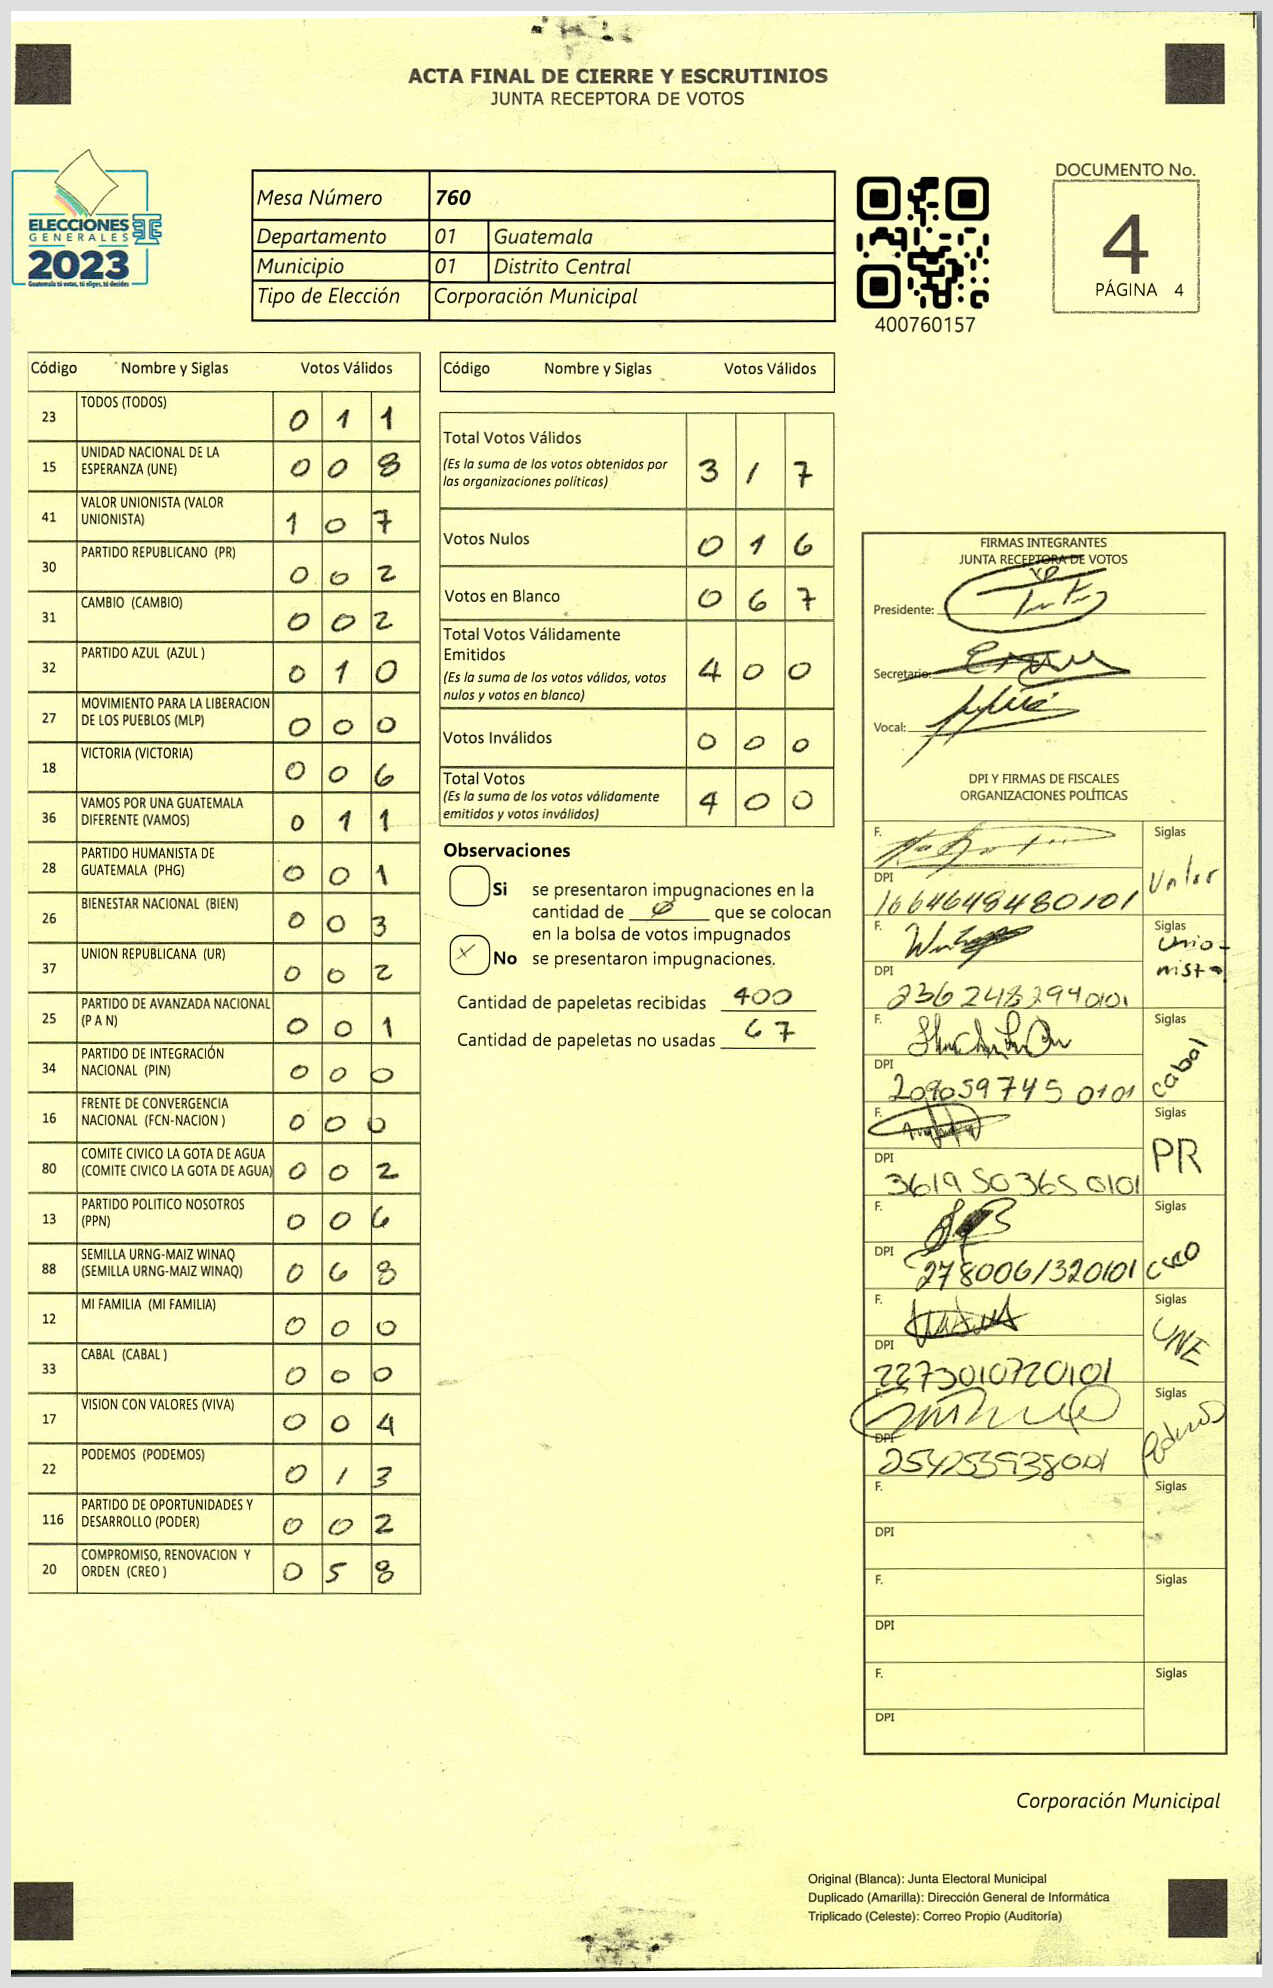 ACTA FINAL DE CIERRE Y ESCRUTINIOS
JUNTA RECEPTORA DE VOTOS
ELECCIONES
GENERALES
2023
Guatemala tú votas, tú eliges, tú decides
Mesa Número 760
Departamento 01 Guatemala
Municipio 01 Distrito Central
Tipo de Elección Corporación Municipal
400760157
DOCUMENTO No.
4
PÁGINA 4
Código Nombre y Siglas Votos Válidos
23 TODOS (TODOS) 0 1 1
15 UNIDAD NACIONAL DE LA ESPERANZA (UNE) 0 0 8
41 VALOR UNIONISTA (VALOR UNIONISTA) 1 0 7
30 PARTIDO REPUBLICANO (PR) 0 0 2
31 CAMBIO (CAMBIO) 0 0 2
32 PARTIDO AZUL (AZUL ) 0 1 0
27 MOVIMIENTO PARA LA LIBERACION DE LOS PUEBLOS (MLP) 0 0 0
18 VICTORIA (VICTORIA) 0 0 6
36 VAMOS POR UNA GUATEMALA DIFERENTE (VAMOS) 0 1 1
28 PARTIDO HUMANISTA DE GUATEMALA (PHG) 0 0 1
26 BIENESTAR NACIONAL (BIEN) 0 0 3
37 UNION REPUBLICANA (UR) 0 0 2
25 PARTIDO DE AVANZADA NACIONAL (P A N) 0 0 1
34 PARTIDO DE INTEGRACIÓN NACIONAL (PIN) 0 0 0
16 FRENTE DE CONVERGENCIA NACIONAL (FCN-NACION ) 0 0 0
80 COMITE CIVICO LA GOTA DE AGUA (COMITE CIVICO LA GOTA DE AGUA) 0 0 2
13 PARTIDO POLITICO NOSOTROS (PPN) 0 0 6
88 SEMILLA URNG-MAIZ WINAQ (SEMILLA URNG-MAIZ WINAQ) 0 6 8
12 MI FAMILIA (MI FAMILIA) 0 0 0
33 CABAL (CABAL ) 0 0 0
17 VISION CON VALORES (VIVA) 0 0 4
22 PODEMOS (PODEMOS) 0 1 3
116 PARTIDO DE OPORTUNIDADES Y DESARROLLO (PODER) 0 0 2
20 COMPROMISO, RENOVACION Y ORDEN (CREO ) 0 5 8
Código Nombre y Siglas Votos Válidos
Total Votos Válidos 3 1 7
(Es la suma de los votos obtenidos por
las organizaciones políticas)
Votos Nulos 0 1 6
Votos en Blanco 0 6 7
Total Votos Válidamente
Emitidos 4 0 0
(Es la suma de los votos válidos, votos
nulos y votos en blanco)
Votos Inválidos 0 0 0
Total Votos 4 0 0
(Es la suma de los votos válidamente
emitidos y votos inválidos)
Observaciones
Si se presentaron impugnaciones en la
cantidad de 0 que se colocan
en la bolsa de votos impugnados
X No se presentaron impugnaciones.
Cantidad de papeletas recibidas 400
Cantidad de papeletas no usadas 67
FIRMAS INTEGRANTES
JUNTA RECEPTORA DE VOTOS
Presidente:
Secretario:
Vocal:
DPI Y FIRMAS DE FISCALES
ORGANIZACIONES POLÍTICAS
F. Siglas
Valor
DPI 1664648480101
F. Siglas
Unio-
nista
DPI 2362482940101
F. Siglas
Cabal
DPI 2090597450101
F. Siglas
PR
DPI 3619503650101
F. Siglas
CREO
DPI 2780061320101
F. Siglas
UNE
DPI 2273010720101
F. Siglas
Podemos
DPI
F. Siglas
DPI
F. Siglas
DPI
F. Siglas
DPI
Corporación Municipal
Original (Blanca): Junta Electoral Municipal
Duplicado (Amarilla): Dirección General de Informática
Triplicado (Celeste): Correo Propio (Auditoría)